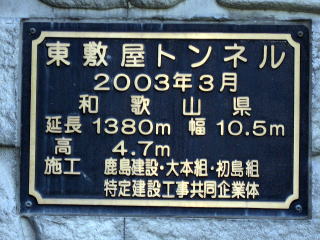 東敷屋トンネル
2003年3月
和歌山県
延長 1380m 幅 10.5m
高 4.7m
施工 鹿島建設・大本組・初島組
特定建設工事共同企業体